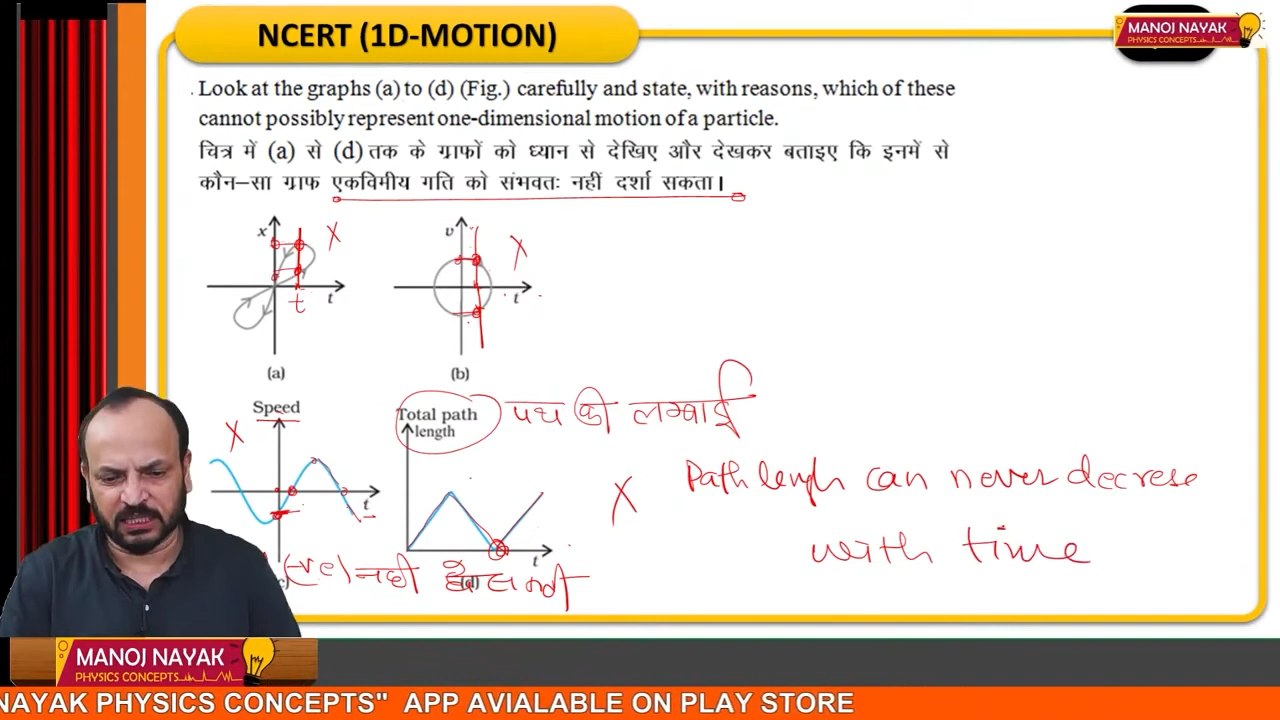 NCERT (1D-MOTION)
MANOJ NAYAK
PHYSICS CONCEPTS
Look at the graphs (a) to (d) (Fig.) carefully and state, with reasons, which of these
cannot possibly represent one-dimensional motion of a particle.
चित्र में (a) से (d) तक के ग्राफों को ध्यान से देखिए और देखकर बताइए कि इनमें से
कौन-सा ग्राफ एकविमीय गति को संभवतः नहीं दर्शा सकता।
x
X
t
t
(a)
v
X
t
(b)
Speed
X
t
(-ve) नही
Total path
length
t
(d)
पथ की लम्बाई
X
Path length can never decrese
with time
MANOJ NAYAK
PHYSICS CONCEPTS
NAYAK PHYSICS CONCEPTS" APP AVIALABLE ON PLAY STORE